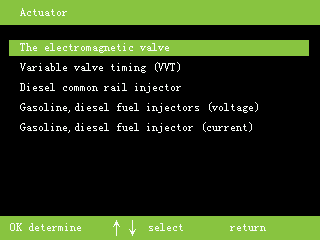 Actuator
The electromagnetic valve
Variable valve timing (VVT)
Diesel common rail injector
Gasoline,diesel fuel injectors (voltage)
Gasoline,diesel fuel injector (current)
OK determine ↑ ↓ select return